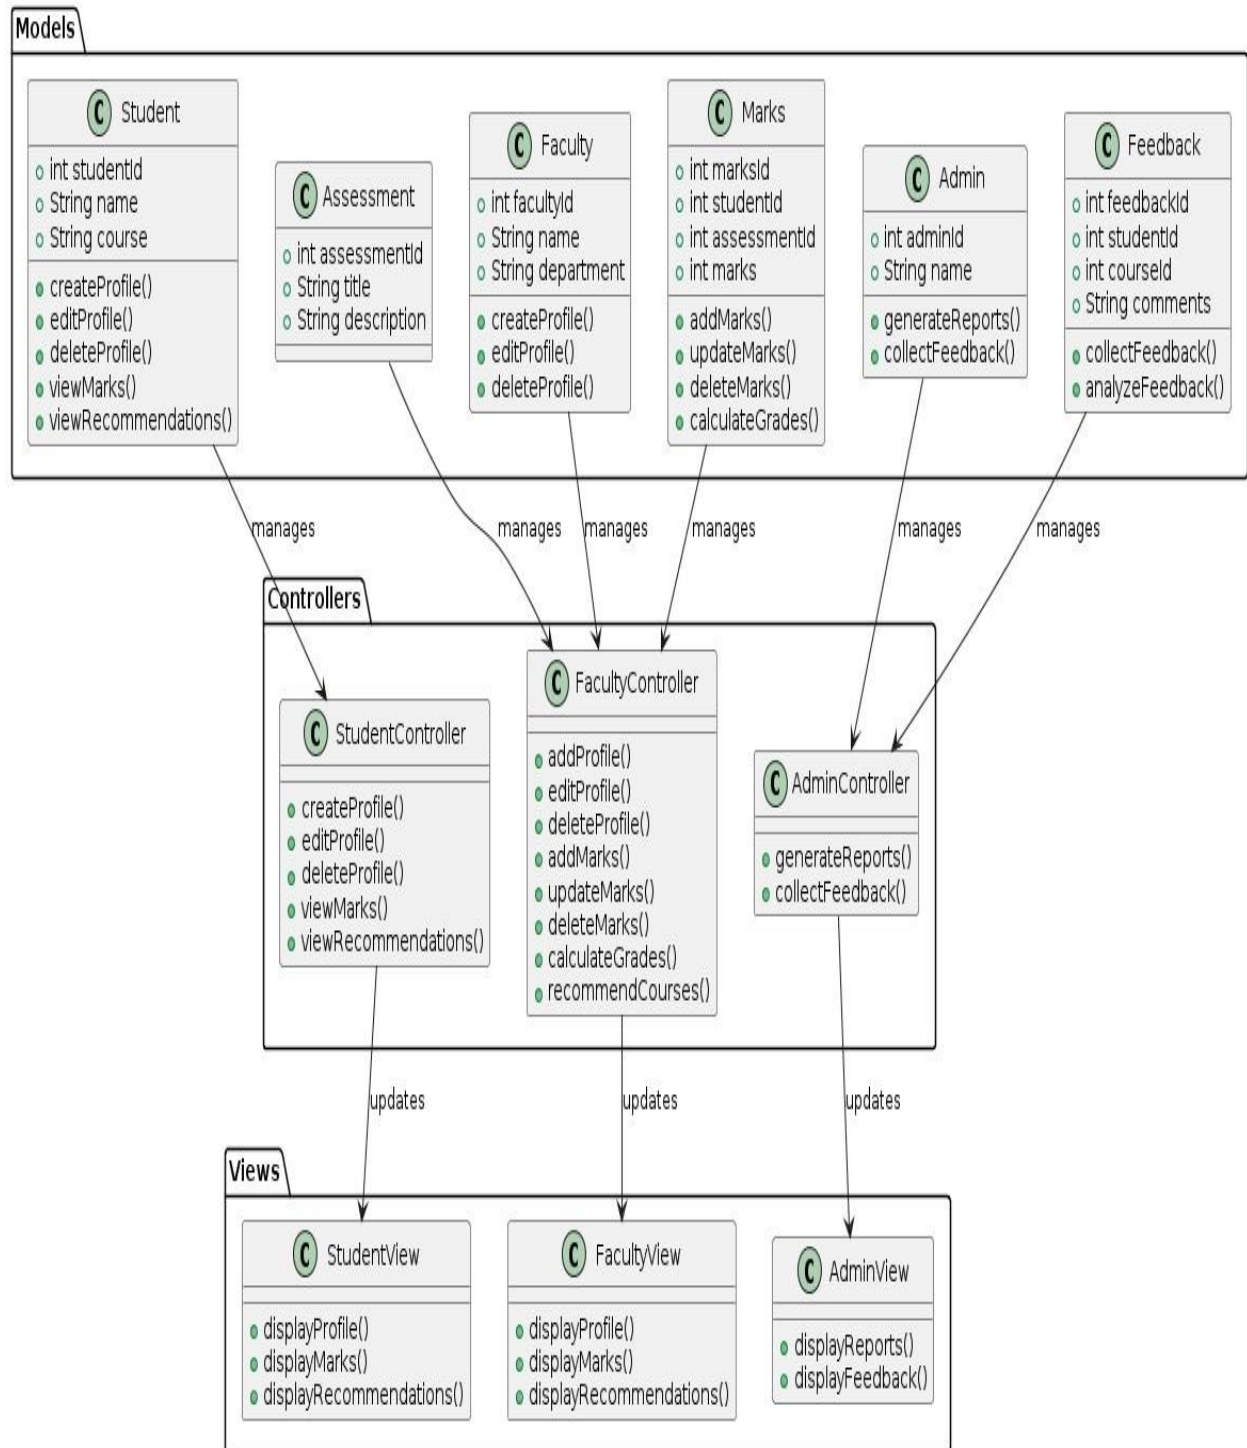 Models
C Student
int studentId
String name
String course
createProfile()
editProfile()
deleteProfile()
viewMarks()
viewRecommendations()
C Assessment
int assessmentId
String title
String description
C Faculty
int facultyId
String name
String department
createProfile()
editProfile()
deleteProfile()
C Marks
int marksId
int studentId
int assessmentId
int marks
addMarks()
updateMarks()
deleteMarks()
calculateGrades()
C Admin
int adminId
String name
generateReports()
collectFeedback()
C Feedback
int feedbackId
int studentId
int courseId
String comments
collectFeedback()
analyzeFeedback()
manages
manages
manages
manages
manages
manages
Controllers
C StudentController
createProfile()
editProfile()
deleteProfile()
viewMarks()
viewRecommendations()
C FacultyController
addProfile()
editProfile()
deleteProfile()
addMarks()
updateMarks()
deleteMarks()
calculateGrades()
recommendCourses()
C AdminController
generateReports()
collectFeedback()
updates
updates
updates
Views
C StudentView
displayProfile()
displayMarks()
displayRecommendations()
C FacultyView
displayProfile()
displayMarks()
displayRecommendations()
C AdminView
displayReports()
displayFeedback()